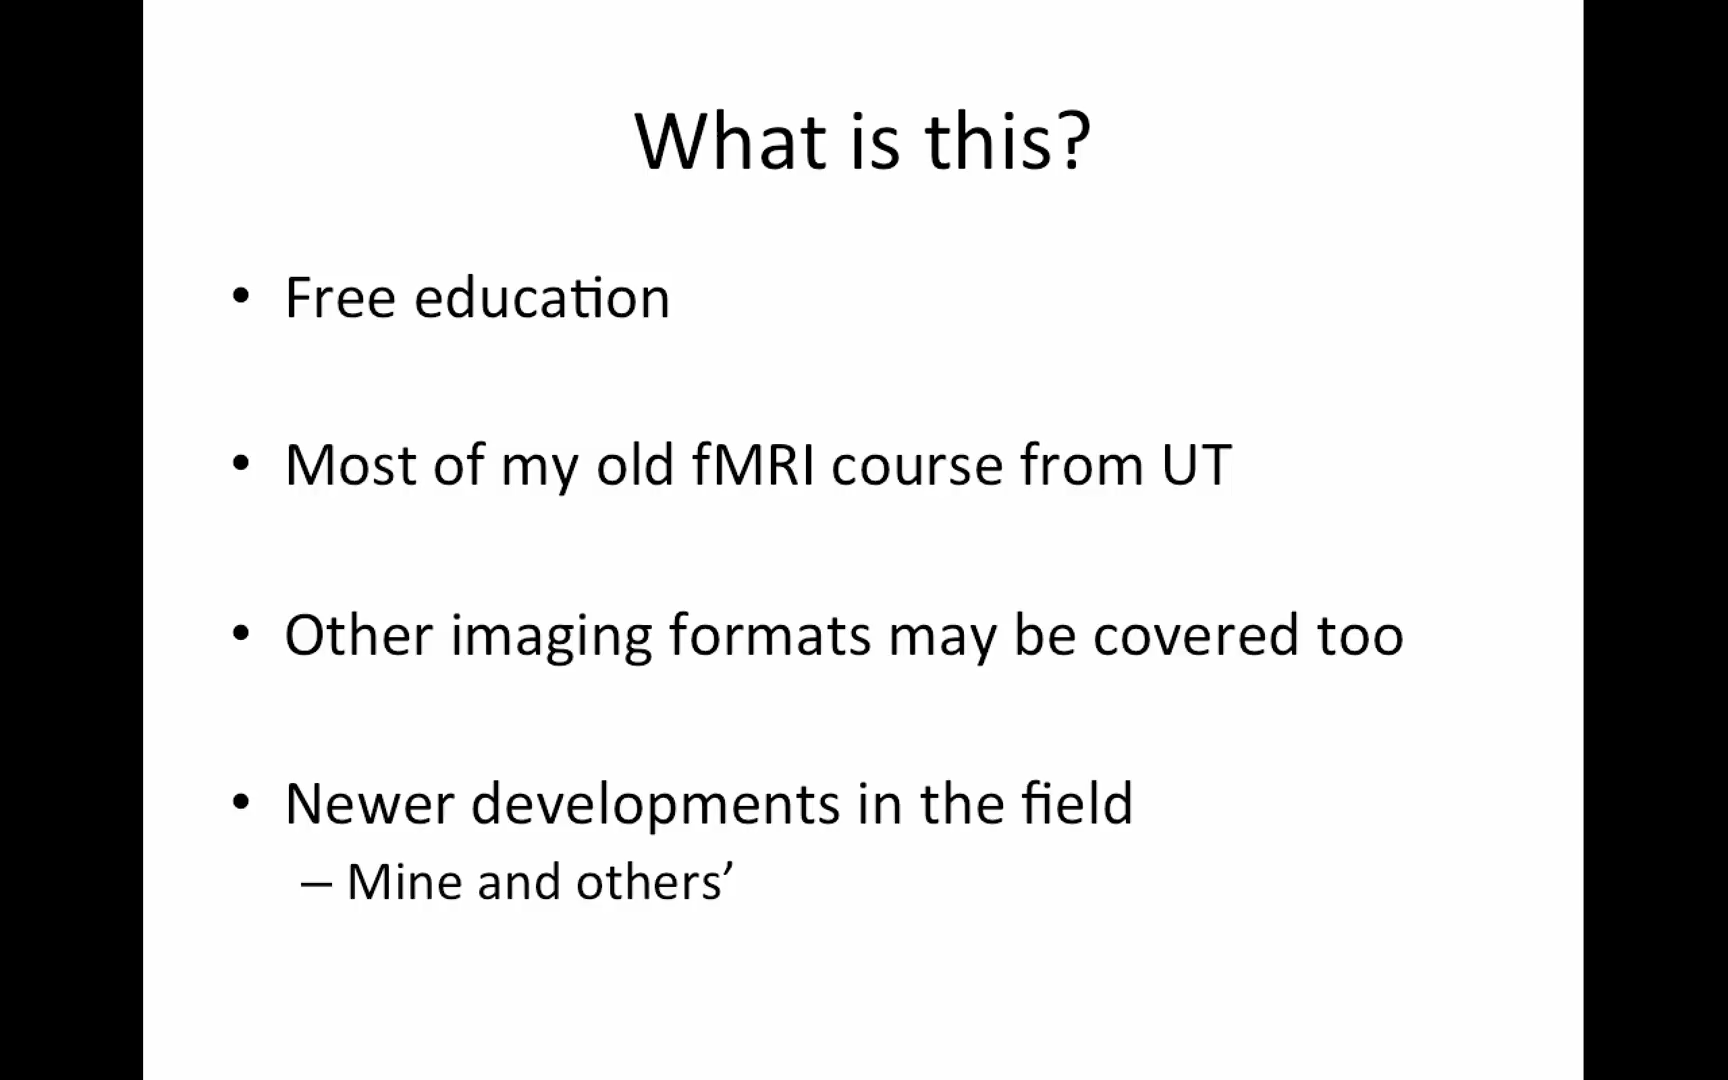 What is this?
• Free education
• Most of my old fMRI course from UT
• Other imaging formats may be covered too
• Newer developments in the field
– Mine and others’